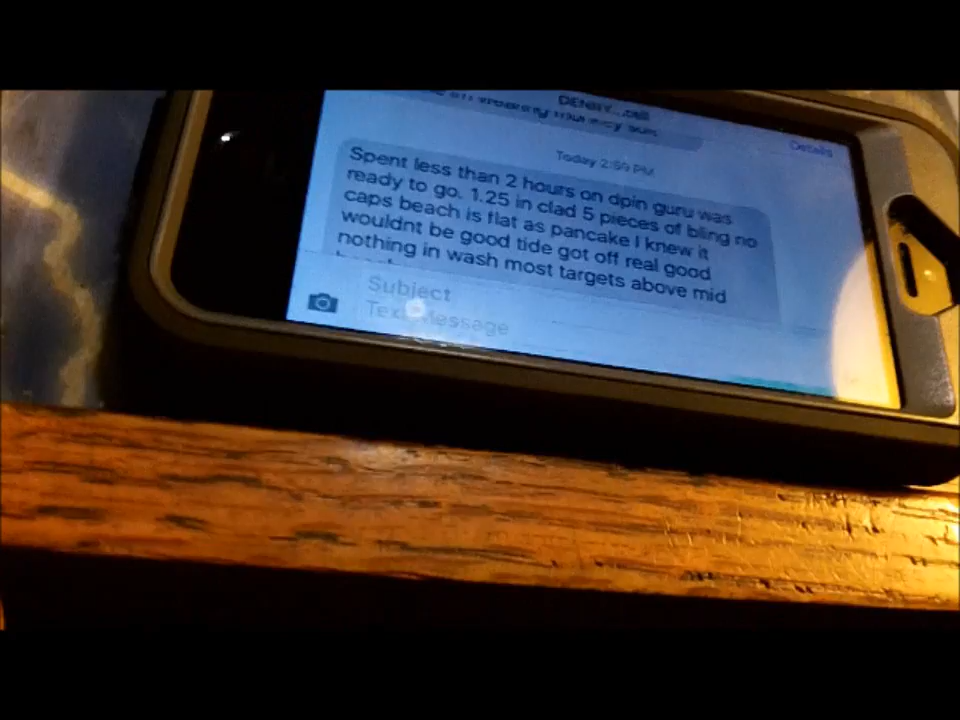 Details
Today 2:59 PM
Spent less than 2 hours on dpin guru was
ready to go. 1.25 in clad 5 pieces of bling no
caps beach is flat as pancake I knew it
wouldnt be good tide got off real good
nothing in wash most targets above mid
Subject
Text Message